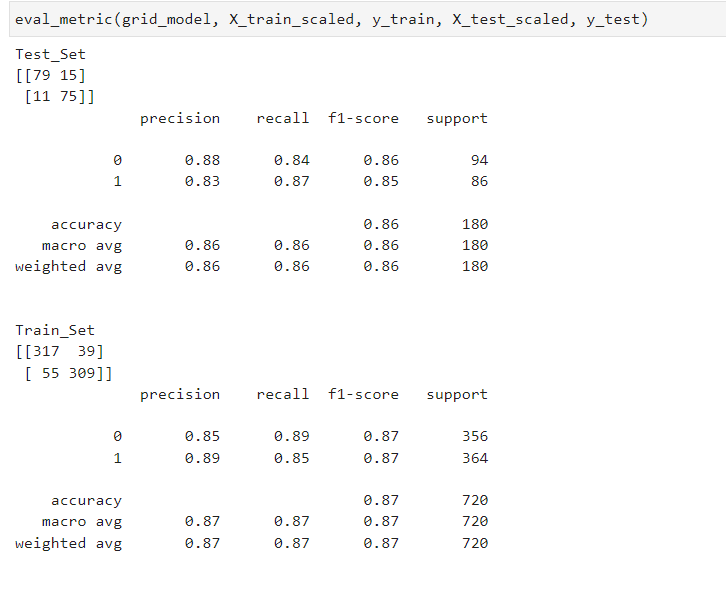 eval_metric(grid_model, X_train_scaled, y_train, X_test_scaled, y_test)
Test_Set
[[79 15]
 [11 75]]
              precision    recall  f1-score   support

           0       0.88      0.84      0.86        94
           1       0.83      0.87      0.85        86

    accuracy                           0.86       180
   macro avg       0.86      0.86      0.86       180
weighted avg       0.86      0.86      0.86       180

Train_Set
[[317  39]
 [ 55 309]]
              precision    recall  f1-score   support

           0       0.85      0.89      0.87       356
           1       0.89      0.85      0.87       364

    accuracy                           0.87       720
   macro avg       0.87      0.87      0.87       720
weighted avg       0.87      0.87      0.87       720